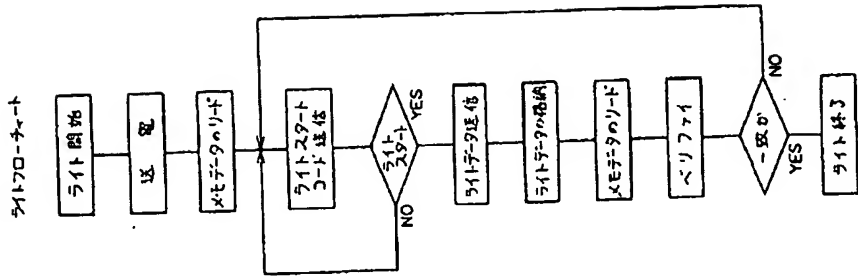 ライトフローチャート
ライト開始
送電
メモデータのリード
ライトスタート
コード送信
ライト
スタート
NO
YES
ライトデータ送信
ライトデータの格納
メモデータのリード
ベリファイ
一致か
NO
YES
ライト終了